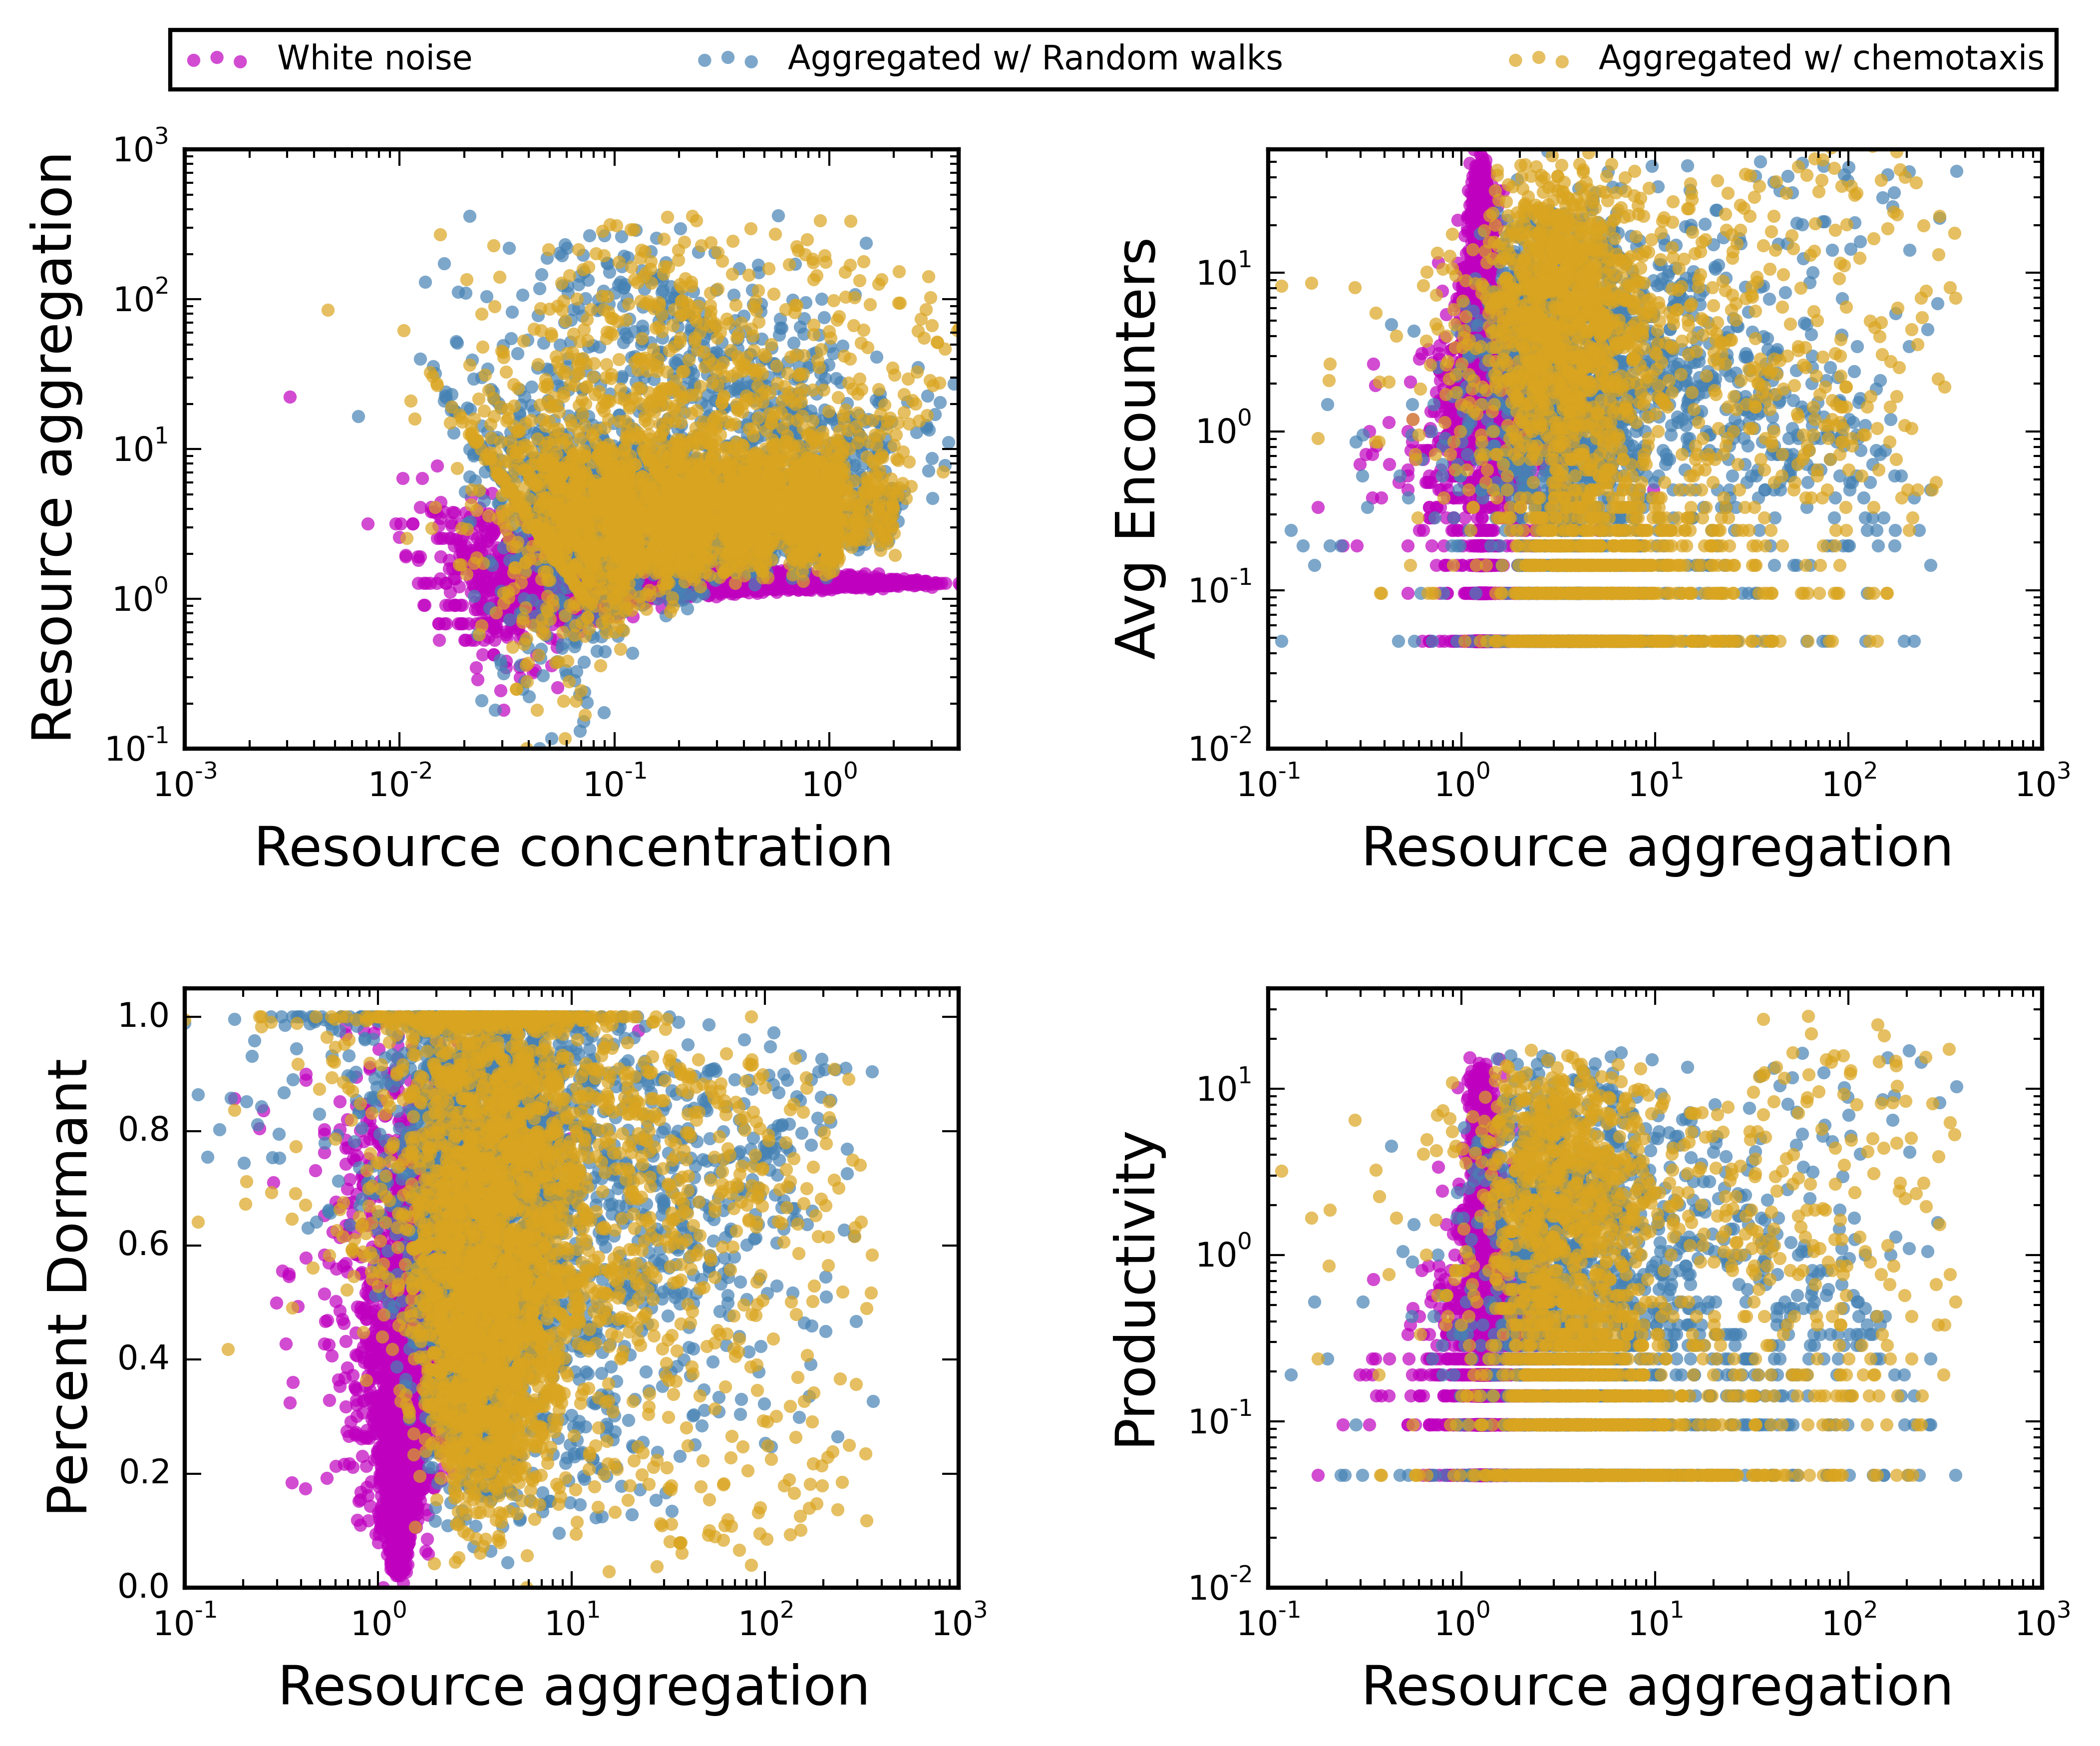 White noise Aggregated w/ Random walks Aggregated w/ chemotaxis
Resource aggregation
10^3
10^2
10^1
10^0
10^-1
10^-3 10^-2 10^-1 10^0
Resource concentration
Avg Encounters
10^1
10^0
10^-1
10^-2
10^-1 10^0 10^1 10^2 10^3
Resource aggregation
Percent Dormant
1.0
0.8
0.6
0.4
0.2
0.0
10^-1 10^0 10^1 10^2 10^3
Resource aggregation
Productivity
10^1
10^0
10^-1
10^-2
10^-1 10^0 10^1 10^2 10^3
Resource aggregation